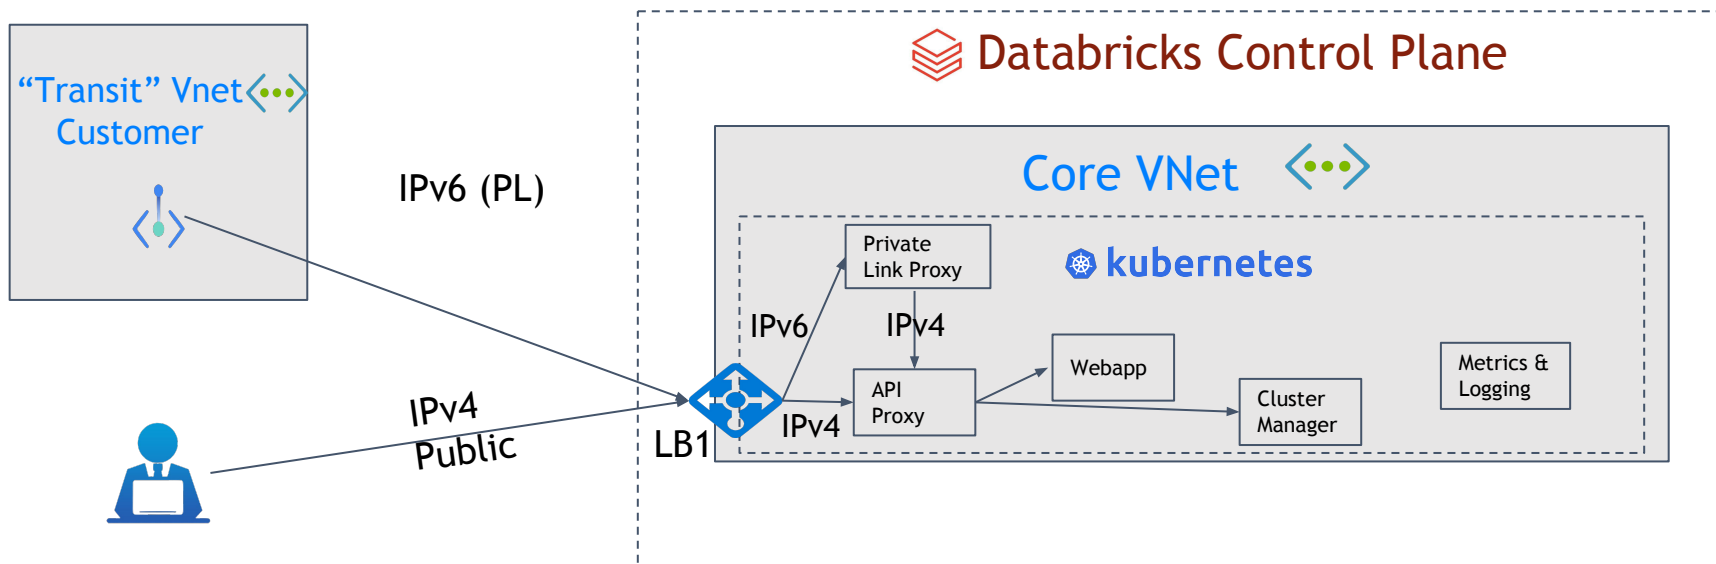 Databricks Control Plane
“Transit” Vnet
Customer
IPv6 (PL)
Core VNet
Private
Link Proxy
kubernetes
IPv6
IPv4
Webapp
Metrics &
Logging
API
Proxy
Cluster
Manager
IPv4
Public
LB1
IPv4